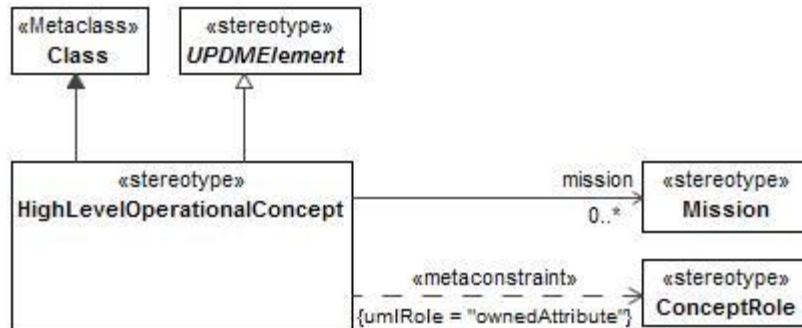 «Metaclass»
Class
«stereotype»
UPDMElement
«stereotype»
HighLevelOperationalConcept
mission
0..*
«stereotype»
Mission
«metaconstraint»
{umlRole = "ownedAttribute"}
«stereotype»
ConceptRole